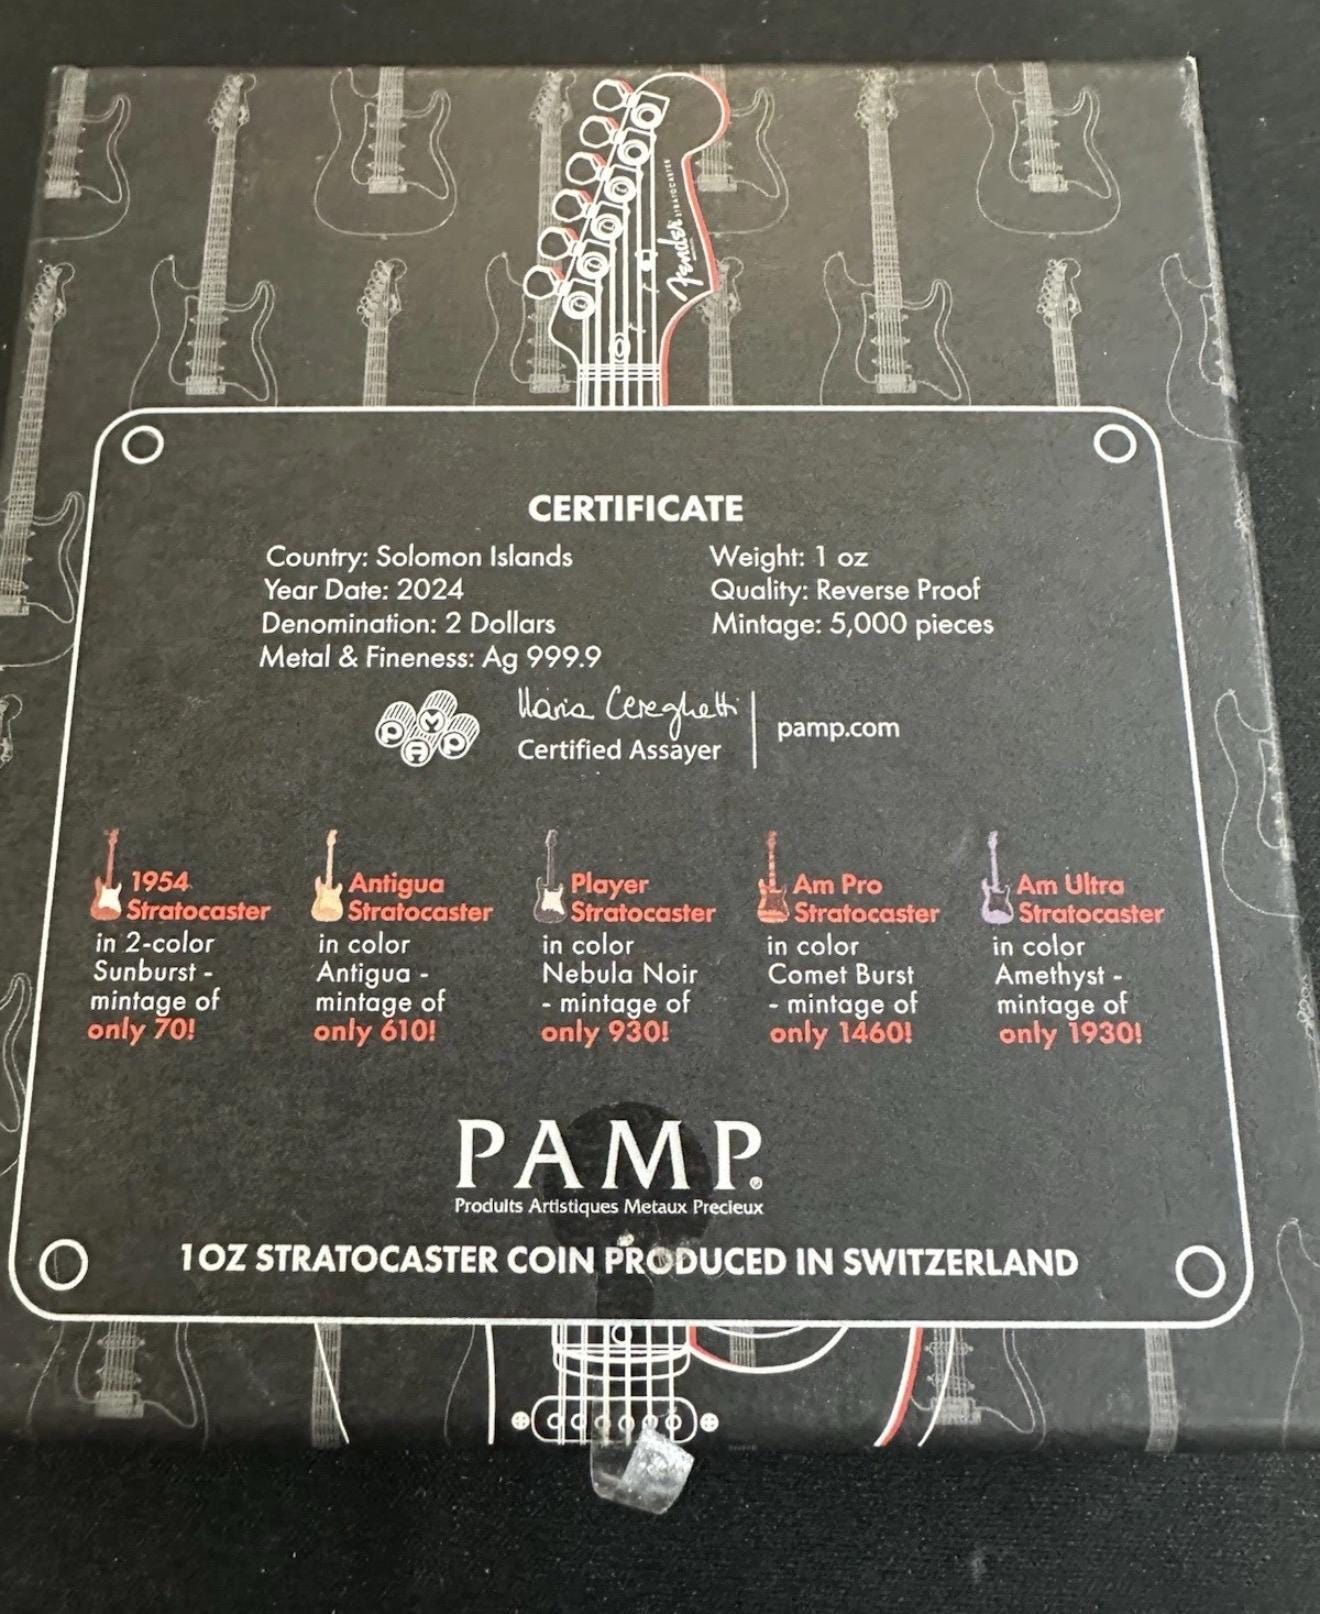 Fender STRATOCASTER
CERTIFICATE
Country: Solomon Islands
Year Date: 2024
Denomination: 2 Dollars
Metal & Fineness: Ag 999.9
Weight: 1 oz
Quality: Reverse Proof
Mintage: 5,000 pieces
PAMP
Certified Assayer
pamp.com
1954
Stratocaster
in 2-color
Sunburst -
mintage of
only 70!
Antigua
Stratocaster
in color
Antigua -
mintage of
only 610!
Player
Stratocaster
in color
Nebula Noir
- mintage of
only 930!
Am Pro
Stratocaster
in color
Comet Burst
- mintage of
only 1460!
Am Ultra
Stratocaster
in color
Amethyst -
mintage of
only 1930!
PAMP®
Produits Artistiques Metaux Precieux
1OZ STRATOCASTER COIN PRODUCED IN SWITZERLAND